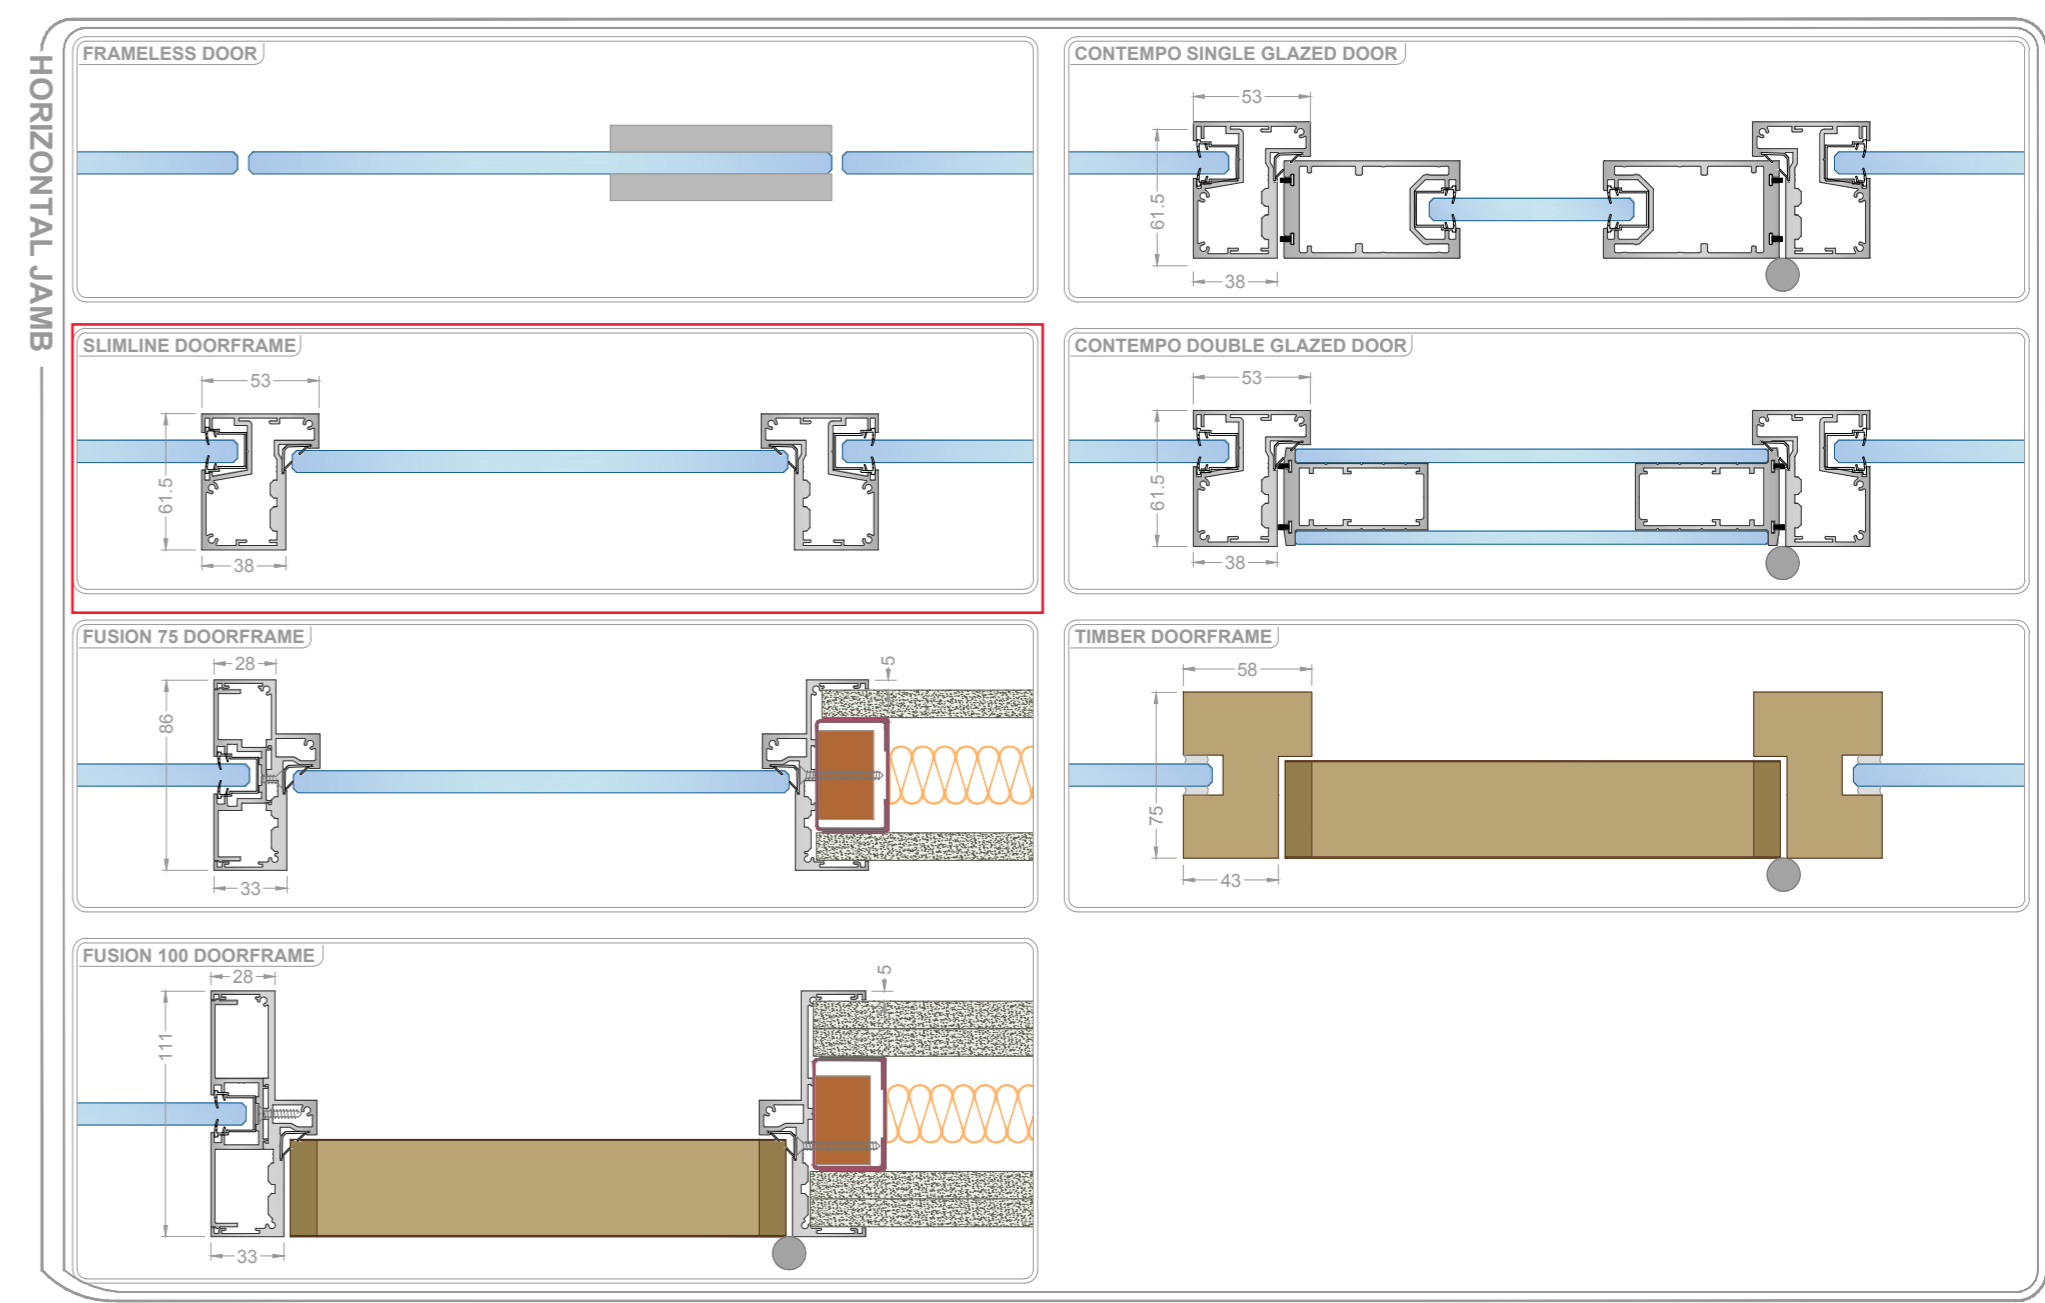 HORIZONTAL JAMB
FRAMELESS DOOR
CONTEMPO SINGLE GLAZED DOOR
53
61.5
38
SLIMLINE DOORFRAME
53
61.5
38
CONTEMPO DOUBLE GLAZED DOOR
53
61.5
38
FUSION 75 DOORFRAME
28
5
86
33
TIMBER DOORFRAME
58
75
43
FUSION 100 DOORFRAME
28
5
111
33